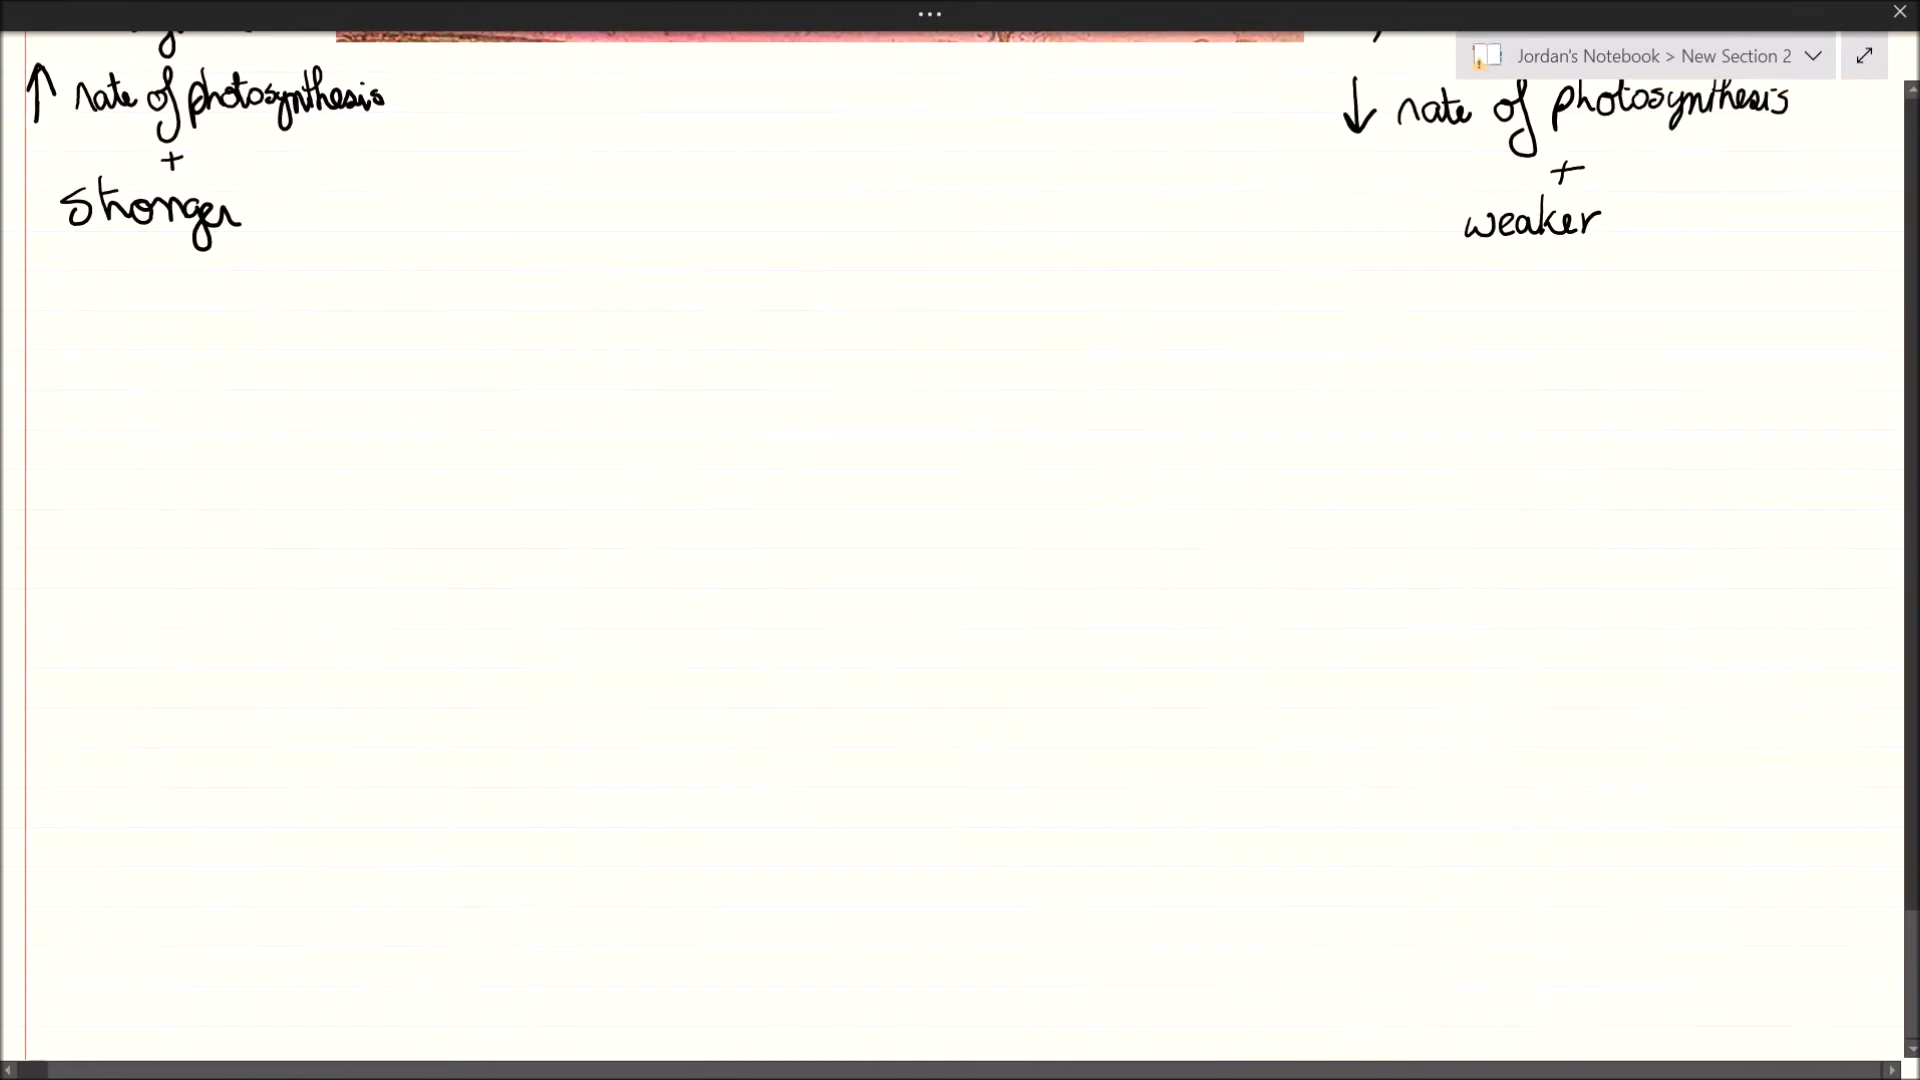 Jordan's Notebook > New Section 2
↑ rate of photosynthesis
+
stronger
↓ rate of photosynthesis
+
weaker